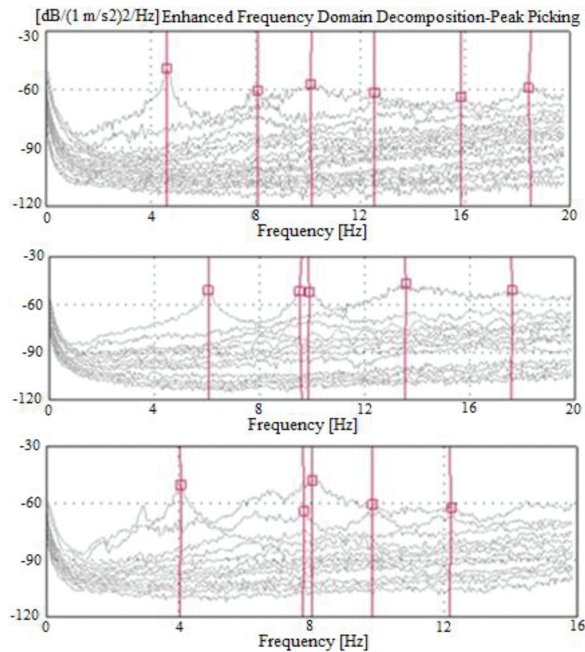 [dB/(1 m/s2)2/Hz] Enhanced Frequency Domain Decomposition-Peak Picking
-30
-60
-90
-120
0 4 8 12 16 20
Frequency [Hz]
-30
-60
-90
-120
0 4 8 12 16 20
Frequency [Hz]
-30
-60
-90
-120
4 8 12 16
Frequency [Hz]